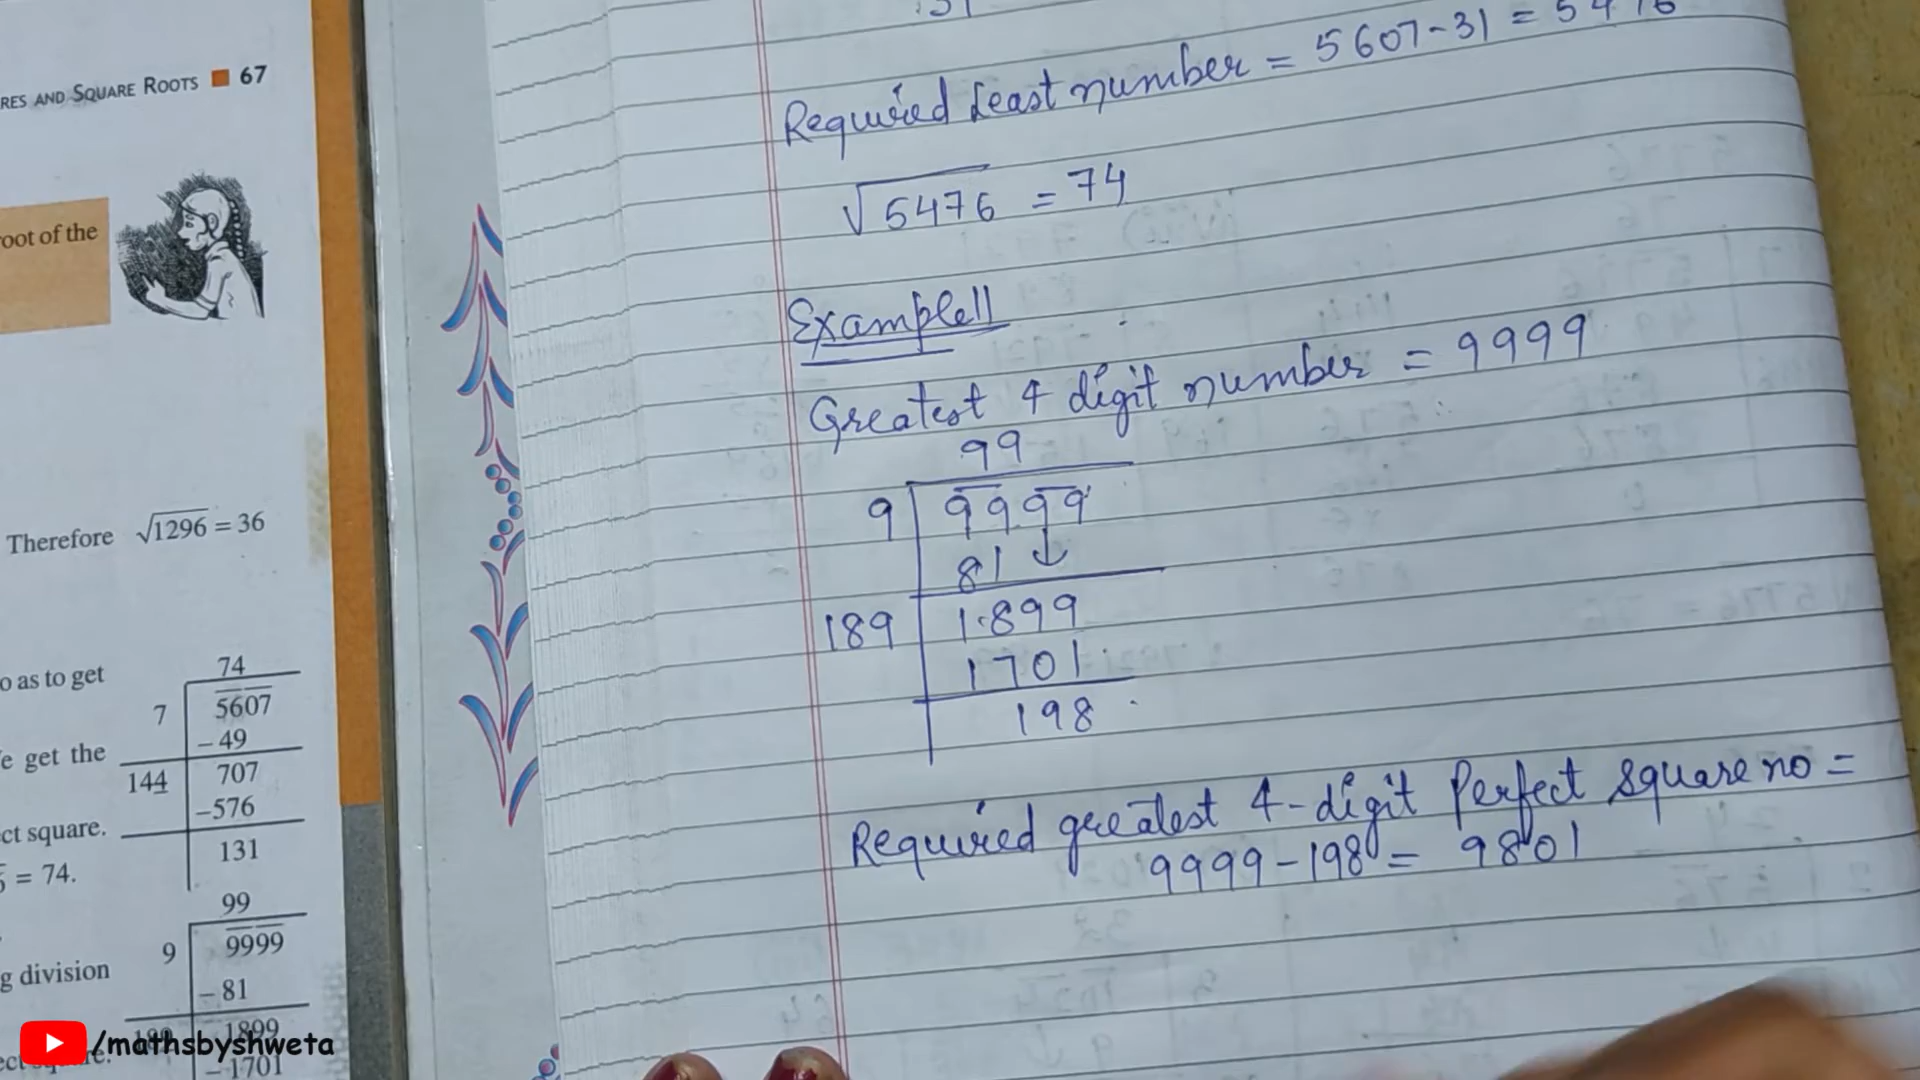 RES AND SQUARE ROOTS ■ 67
oot of the
Therefore √1296 = 36
o as to get
e get the
ct square.
= 74.
g division
74
7 5607
- 49
144 707
-576
131
99
9 9999
- 81
1899
- 1701
Required least number = 5607-31 = 5476
√5476 = 74
Example 11
Greatest 4 digit number = 9999
99
9 9999
81 ↓
189 1899
1701
198
Required greatest 4-digit Perfect square no =
9999-198 = 9801
/mathsbyshweta